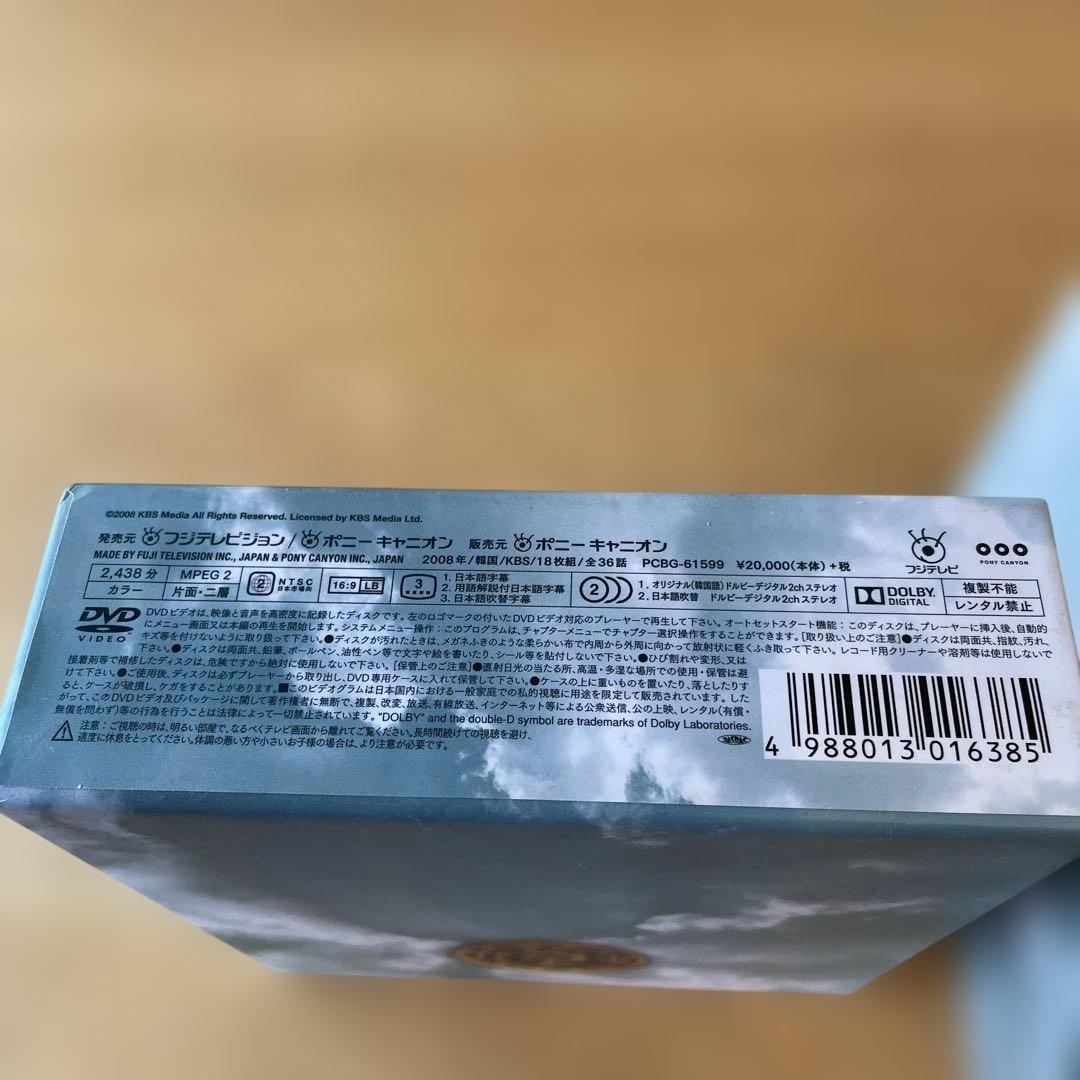 ©2008 KBS Media All Rights Reserved. Licensed by KBS Media Ltd.
発売元 フジテレビジョン / ポニー キャニオン 販売元 ポニー キャニオン
MADE BY FUJI TELEVISION INC., JAPAN & PONY CANYON INC., JAPAN 2008年/韓国/KBS/18枚組/全36話 PCBG-61599 ¥20,000(本体)+税
フジテレビ
PONY CANYON
2,438分 MPEG 2
カラー 片面・二層
2 NTSC 日本市場向
16:9 LB
3
1. 日本語字幕
2. 用語解説付日本語字幕
3. 日本語吹替字幕
2
1. オリジナル(韓国語)ドルビーデジタル2chステレオ
2. 日本語吹替 ドルビーデジタル2chステレオ
DOLBY DIGITAL
複製不能
レンタル禁止
DVD VIDEO
DVDビデオは、映像と音声を高密度に記録したディスクです。左のロゴマークの付いたDVDビデオ対応のプレーヤーで再生して下さい。オートセットスタート機能：このディスクは、プレーヤーに挿入後、自動的
にメニュー画面又は本編の再生を開始します。システムメニュー操作：このプログラムは、チャプターメニューでチャプター選択操作をすることができます。[取り扱い上のご注意]●ディスクは両面共、指紋、汚れ、
キズ等を付けないように取り扱って下さい。●ディスクが汚れたときは、メガネふきのような柔らかい布で内周から外周に向かって放射状に軽くふき取って下さい。レコード用クリーナーや溶剤等は使用しないで
下さい。●ディスクは両面共、鉛筆、ボールペン、油性ペン等で文字や絵を書いたり、シール等を貼付しないで下さい。●ひび割れや変形、又は
接着剤等で補修したディスクは、危険ですから絶対に使用しないで下さい。[保管上のご注意]●直射日光の当たる所、高温・多湿な場所での使用・保管は避
けて下さい。●ご使用後、ディスクは必ずプレーヤーから取り出し、DVD専用ケースに入れて保管して下さい。●ケースの上に重いものを置いたり、落としたりす
ると、ケースが破損し、ケガをすることがあります。■このビデオグラムは日本国内における一般家庭での私的視聴に用途を限定して販売されています。した
がって、このDVDビデオ及びパッケージに関して著作権者に無断で、複製、改変、放送、有線放送、インターネット等による公衆送信、公の上映、レンタル(有償・
無償を問わず)等の行為を行うことは法律によって一切禁止されています。"DOLBY" and the double-D symbol are trademarks of Dolby Laboratories.
注意：ご視聴の時は、明るい部屋で、なるべくテレビ画面から離れてご覧ください。長時間続けての視聴を避け、
適度に休息をとってください。体調の悪い方や小さいお子様の場合は、より注意が必要です。
4 988013 016385